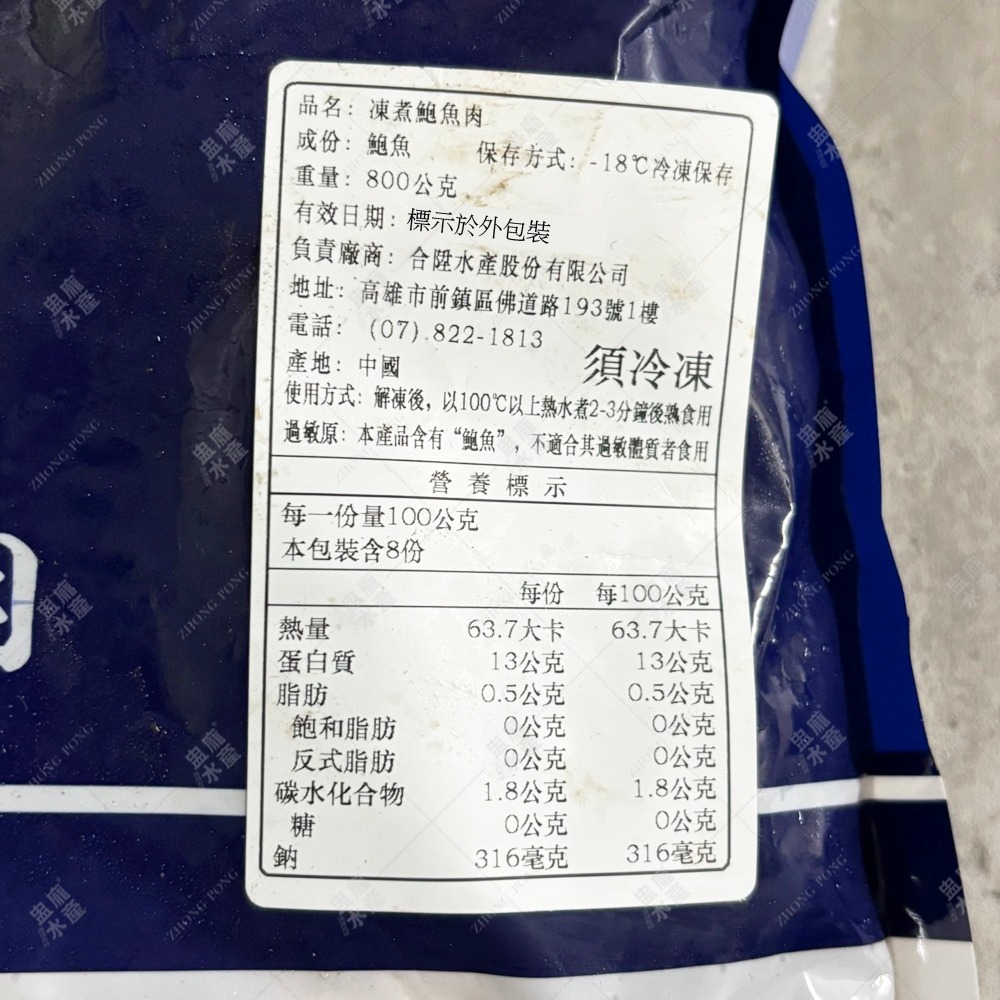 品名: 凍煮鮑魚肉
成份: 鮑魚 保存方式: -18℃冷凍保存
重量: 800公克
有效日期: 標示於外包裝
負責廠商: 合陞水產股份有限公司
地址: 高雄市前鎮區佛道路193號1樓
電話: (07).822-1813
產地: 中國 須冷凍
使用方式: 解凍後, 以100℃以上熱水煮2-3分鐘後熟食用
過敏原: 本產品含有“鮑魚”, 不適合其過敏體質者食用
營養標示
每一份量100公克
本包裝含8份
每份 每100公克
熱量 63.7大卡 63.7大卡
蛋白質 13公克 13公克
脂肪 0.5公克 0.5公克
飽和脂肪 0公克 0公克
反式脂肪 0公克 0公克
碳水化合物 1.8公克 1.8公克
糖 0公克 0公克
鈉 316毫克 316毫克
ZHONG PONG